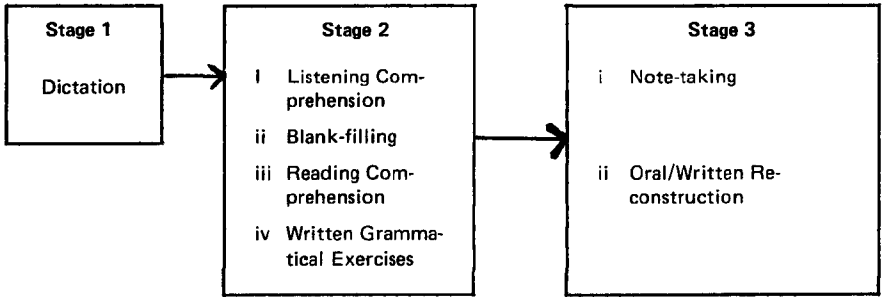 Stage 1
Dictation
Stage 2
i Listening Com-
prehension
ii Blank-filling
iii Reading Com-
prehension
iv Written Gramma-
tical Exercises
Stage 3
i Note-taking
ii Oral/Written Re-
construction